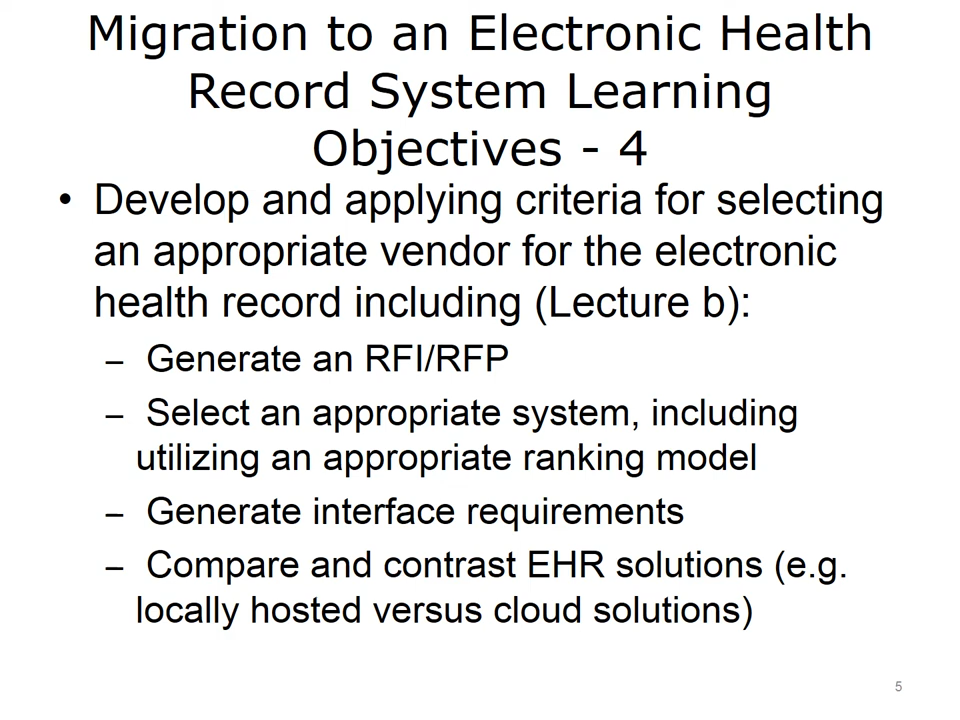 Migration to an Electronic Health
Record System Learning
Objectives - 4
• Develop and applying criteria for selecting
an appropriate vendor for the electronic
health record including (Lecture b):
– Generate an RFI/RFP
– Select an appropriate system, including
utilizing an appropriate ranking model
– Generate interface requirements
– Compare and contrast EHR solutions (e.g.
locally hosted versus cloud solutions)
5